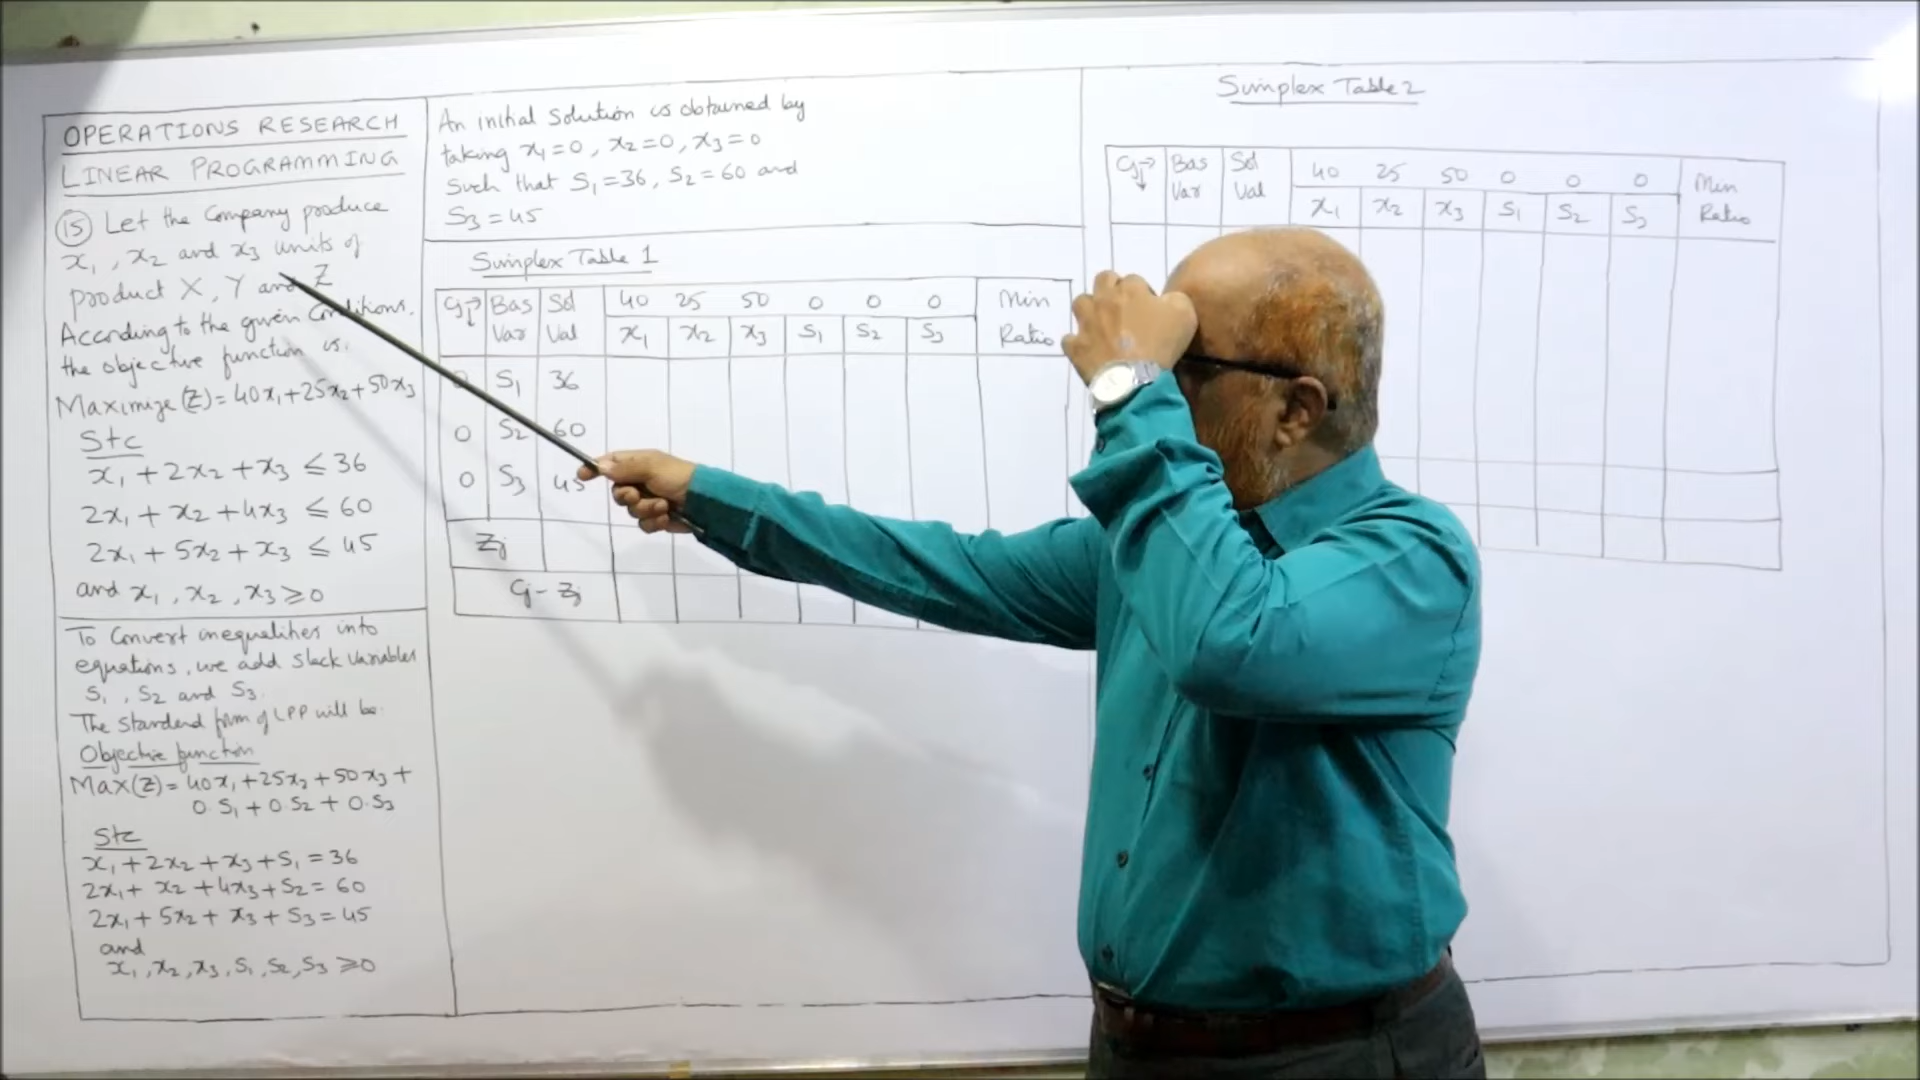 OPERATIONS RESEARCH
LINEAR PROGRAMMING
(15) Let the Company produce
x₁, x₂ and x₃ units of
product X, Y and Z
According to the given Conditions.
the objective function is.
Maximize (Z) = 40x₁+25x₂+50x₃
Stc
x₁ + 2x₂ + x₃ ≤ 36
2x₁ + x₂ + 4x₃ ≤ 60
2x₁ + 5x₂ + x₃ ≤ 45
and x₁, x₂, x₃ ≥ 0
To Convert inequalities into
equations, we add slack variables
S₁, S₂ and S₃.
The Standard form of LPP will be.
Objective function
Max(Z) = 40x₁+25x₂+50x₃+
0.S₁+0.S₂+0.S₃
Stc
x₁+2x₂+x₃+S₁=36
2x₁+x₂+4x₃+S₂=60
2x₁+5x₂+x₃+S₃=45
and
x₁,x₂,x₃,S₁,S₂,S₃ ≥0
An initial solution is obtained by
taking x₁=0, x₂=0, x₃=0
Such that S₁=36, S₂=60 and
S₃=45
Simplex Table 1
Cj→ Bas Sol 40 25 50 0 0 0 Min
↓ Var Val x₁ x₂ x₃ S₁ S₂ S₃ Ratio
0 S₁ 36
0 S₂ 60
0 S₃ 45
Zj
Cj - Zj
Simplex Table 2
Cj→ Bas Sol 40 25 50 0 0 0 Min
↓ Var Val x₁ x₂ x₃ S₁ S₂ S₃ Ratio